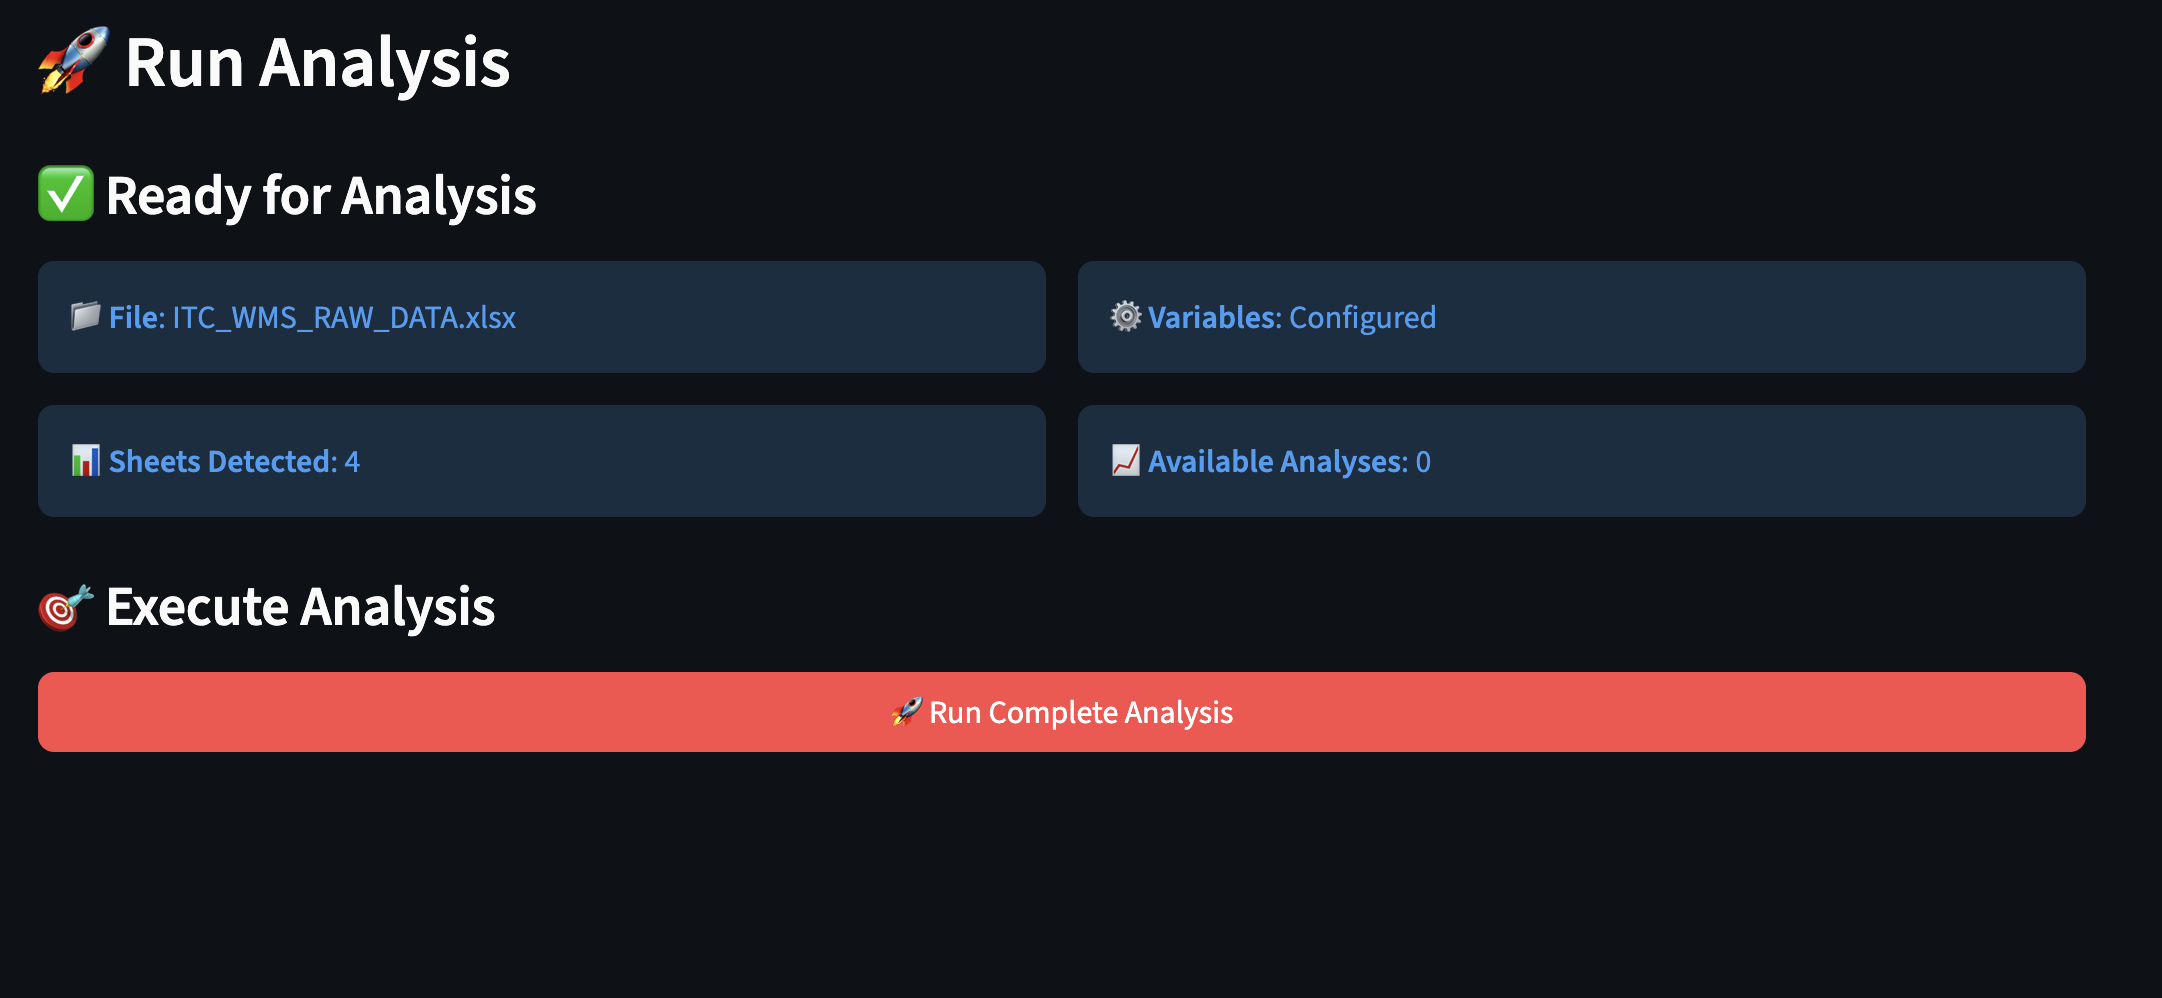 🚀 Run Analysis
✅ Ready for Analysis
📁 File: ITC_WMS_RAW_DATA.xlsx
⚙️ Variables: Configured
📊 Sheets Detected: 4
📈 Available Analyses: 0
🎯 Execute Analysis
🚀 Run Complete Analysis